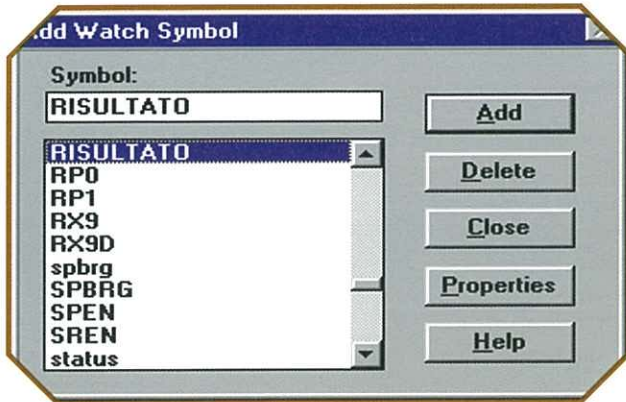 dd Watch Symbol
Symbol:
RISULTATO
RISULTATO
RP0
RP1
RX9
RX9D
spbrg
SPBRG
SPEN
SREN
status
Add
Delete
Close
Properties
Help